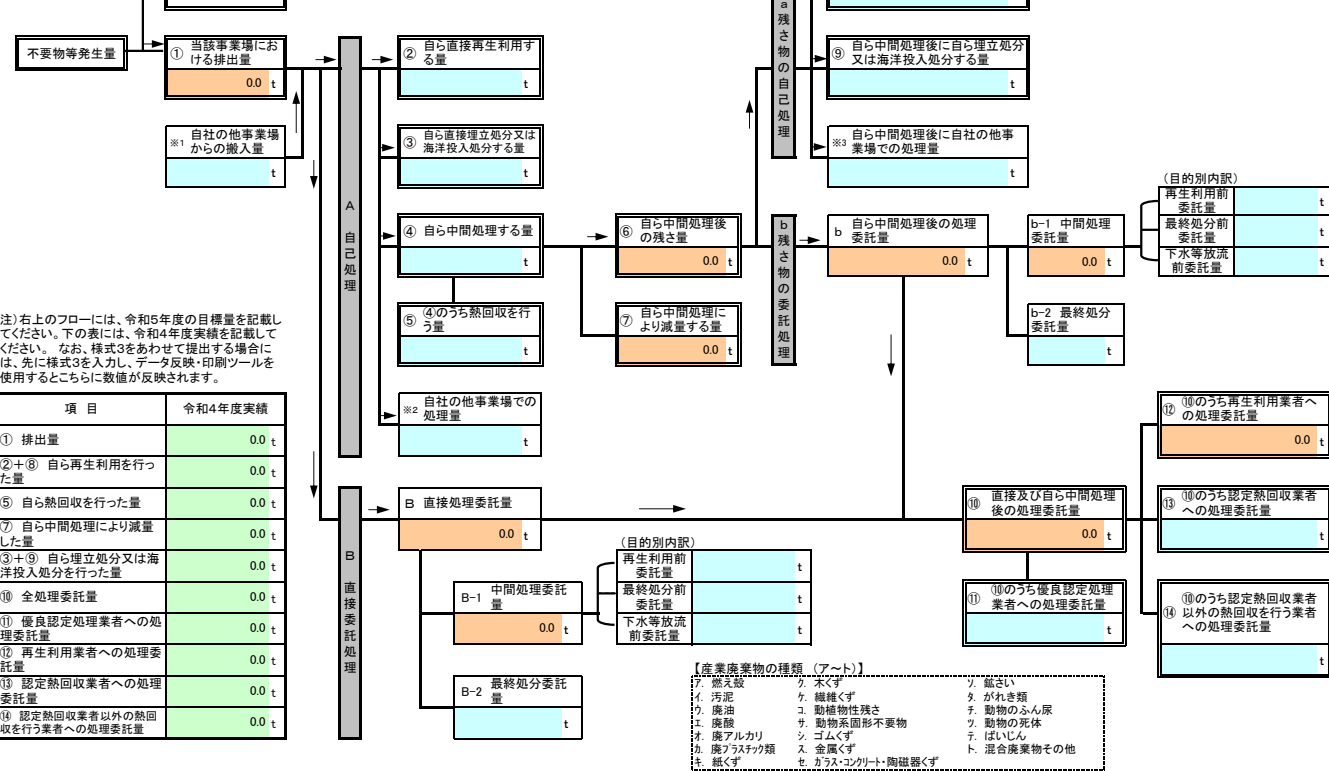 不要物等発生量
① 当該事業場にお
ける排出量
0.0 t
※1 自社の他事業場
からの搬入量
t
A 自己処理
② 自ら直接再生利用す
る量
t
③ 自ら直接埋立処分又は
海洋投入処分する量
t
④ 自ら中間処理する量
t
⑤ ④のうち熱回収を行
う量
t
※2 自社の他事業場での
処理量
t
⑥ 自ら中間処理後
の残さ量
0.0 t
⑦ 自ら中間処理に
より減量する量
0.0 t
a 残さ物の自己処理
⑨ 自ら中間処理後に自ら埋立処分
又は海洋投入処分する量
t
※3 自ら中間処理後に自社の他事
業場での処理量
t
b 残さ物の委託処理
b 自ら中間処理後の処理
委託量
0.0 t
b-1 中間処理
委託量
0.0 t
b-2 最終処分
委託量
t
(目的別内訳)
再生利用前
委託量
t
最終処分前
委託量
t
下水等放流
前委託量
t
注)右上のフローには、令和5年度の目標量を記載し
てください。下の表には、令和4年度実績を記載して
ください。 なお、様式3をあわせて提出する場合に
は、先に様式3を入力し、データ反映・印刷ツールを
使用するとこちらに数値が反映されます。
項 目 令和4年度実績
① 排出量 0.0 t
②+⑧ 自ら再生利用を行っ
た量 0.0 t
⑤ 自ら熱回収を行った量 0.0 t
⑦ 自ら中間処理により減量
した量 0.0 t
③+⑨ 自ら埋立処分又は海
洋投入処分を行った量 0.0 t
⑩ 全処理委託量 0.0 t
⑪ 優良認定処理業者への処
理委託量 0.0 t
⑫ 再生利用業者への処理委
託量 0.0 t
⑬ 認定熱回収業者への処理
委託量 0.0 t
⑭ 認定熱回収業者以外の熱回
収を行う業者への処理委託量 0.0 t
B 直接委託処理
B 直接処理委託量
0.0 t
B-1 中間処理委託
量
0.0 t
B-2 最終処分委託
量
t
(目的別内訳)
再生利用前
委託量
t
最終処分前
委託量
t
下水等放流
前委託量
t
⑩ 直接及び自ら中間処理
後の処理委託量
0.0 t
⑪ ⑩のうち優良認定処理
業者への処理委託量
t
⑫ ⑩のうち再生利用業者へ
の処理委託量
0.0 t
⑬ ⑩のうち認定熱回収業者
への処理委託量
t
⑭ ⑩のうち認定熱回収業者
以外の熱回収を行う業者
への処理委託量
t
【産業廃棄物の種類 (ア~ト)】
ア. 燃え殻 ク. 木くず ソ. 鉱さい
イ. 汚泥 ケ. 繊維くず タ. がれき類
ウ. 廃油 コ. 動植物性残さ チ. 動物のふん尿
エ. 廃酸 サ. 動物系固形不要物 ツ. 動物の死体
オ. 廃アルカリ シ. ゴムくず テ. ばいじん
カ. 廃プラスチック類 ス. 金属くず ト. 混合廃棄物その他
キ. 紙くず セ. ガラス・コンクリート・陶磁器くず